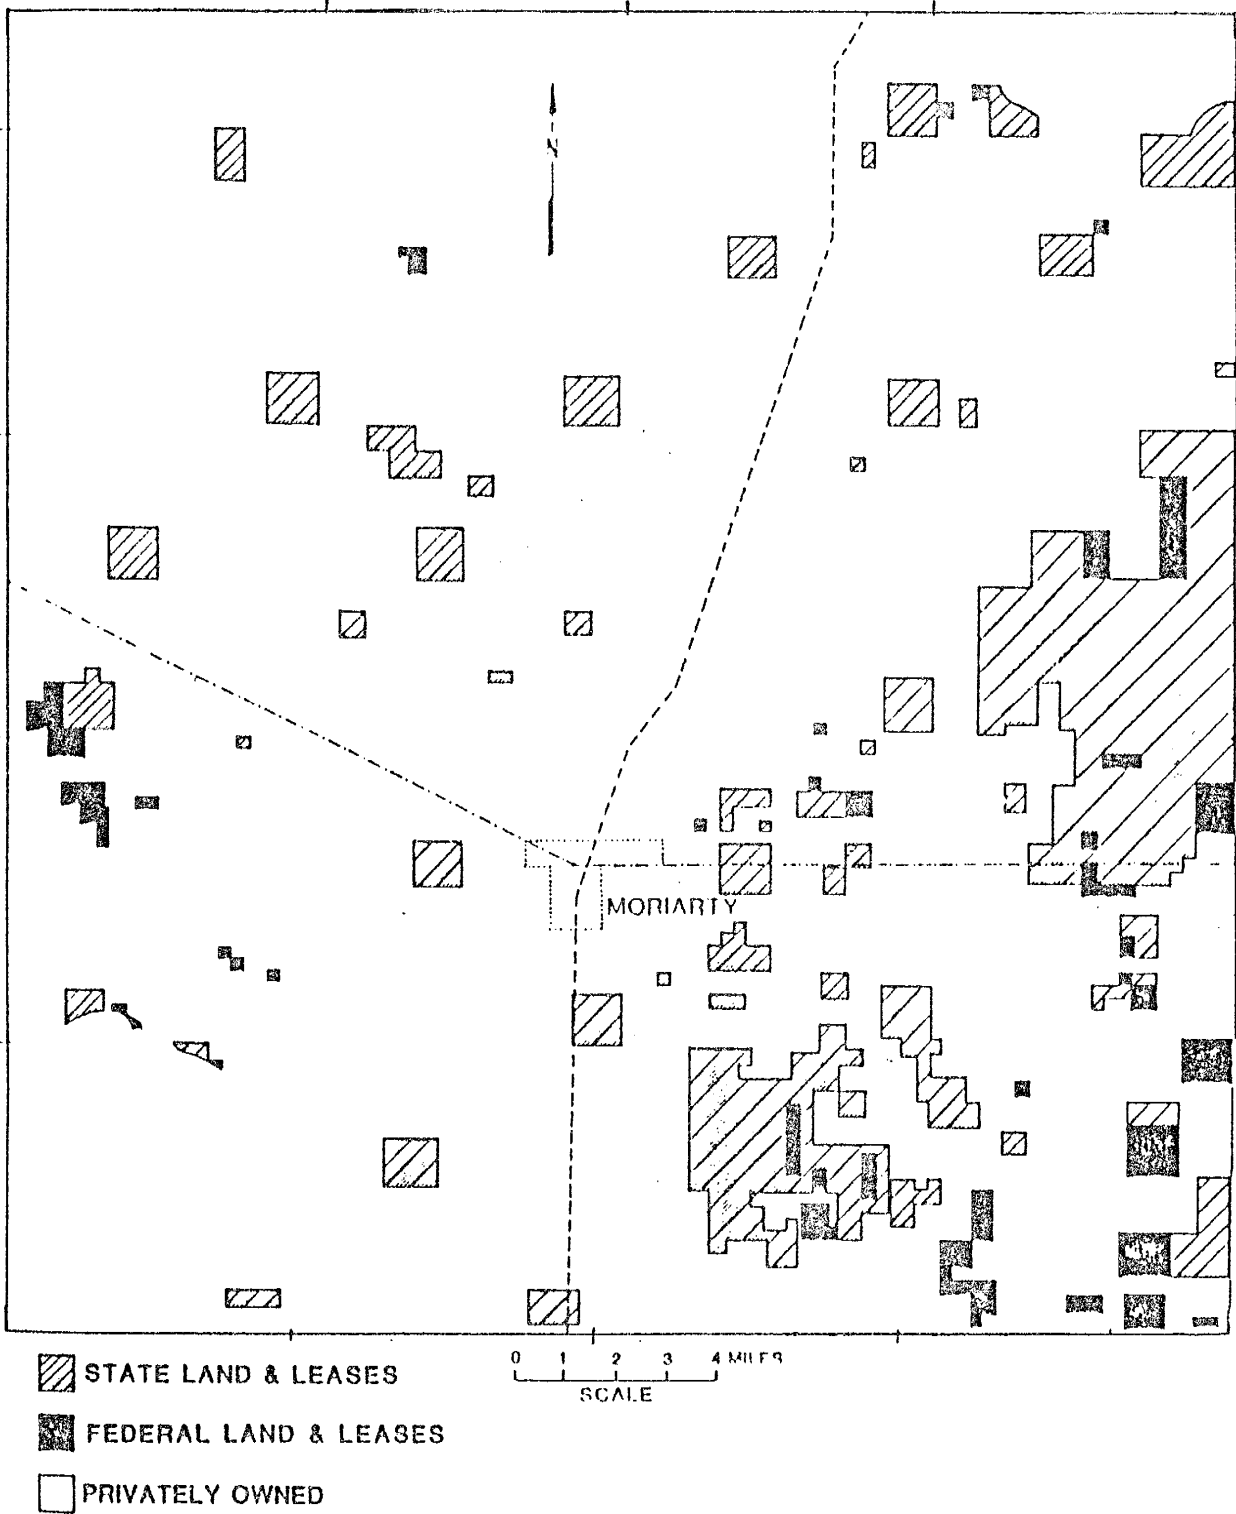 N
MORIARTY
0 1 2 3 4 MILES
SCALE
STATE LAND & LEASES
FEDERAL LAND & LEASES
PRIVATELY OWNED